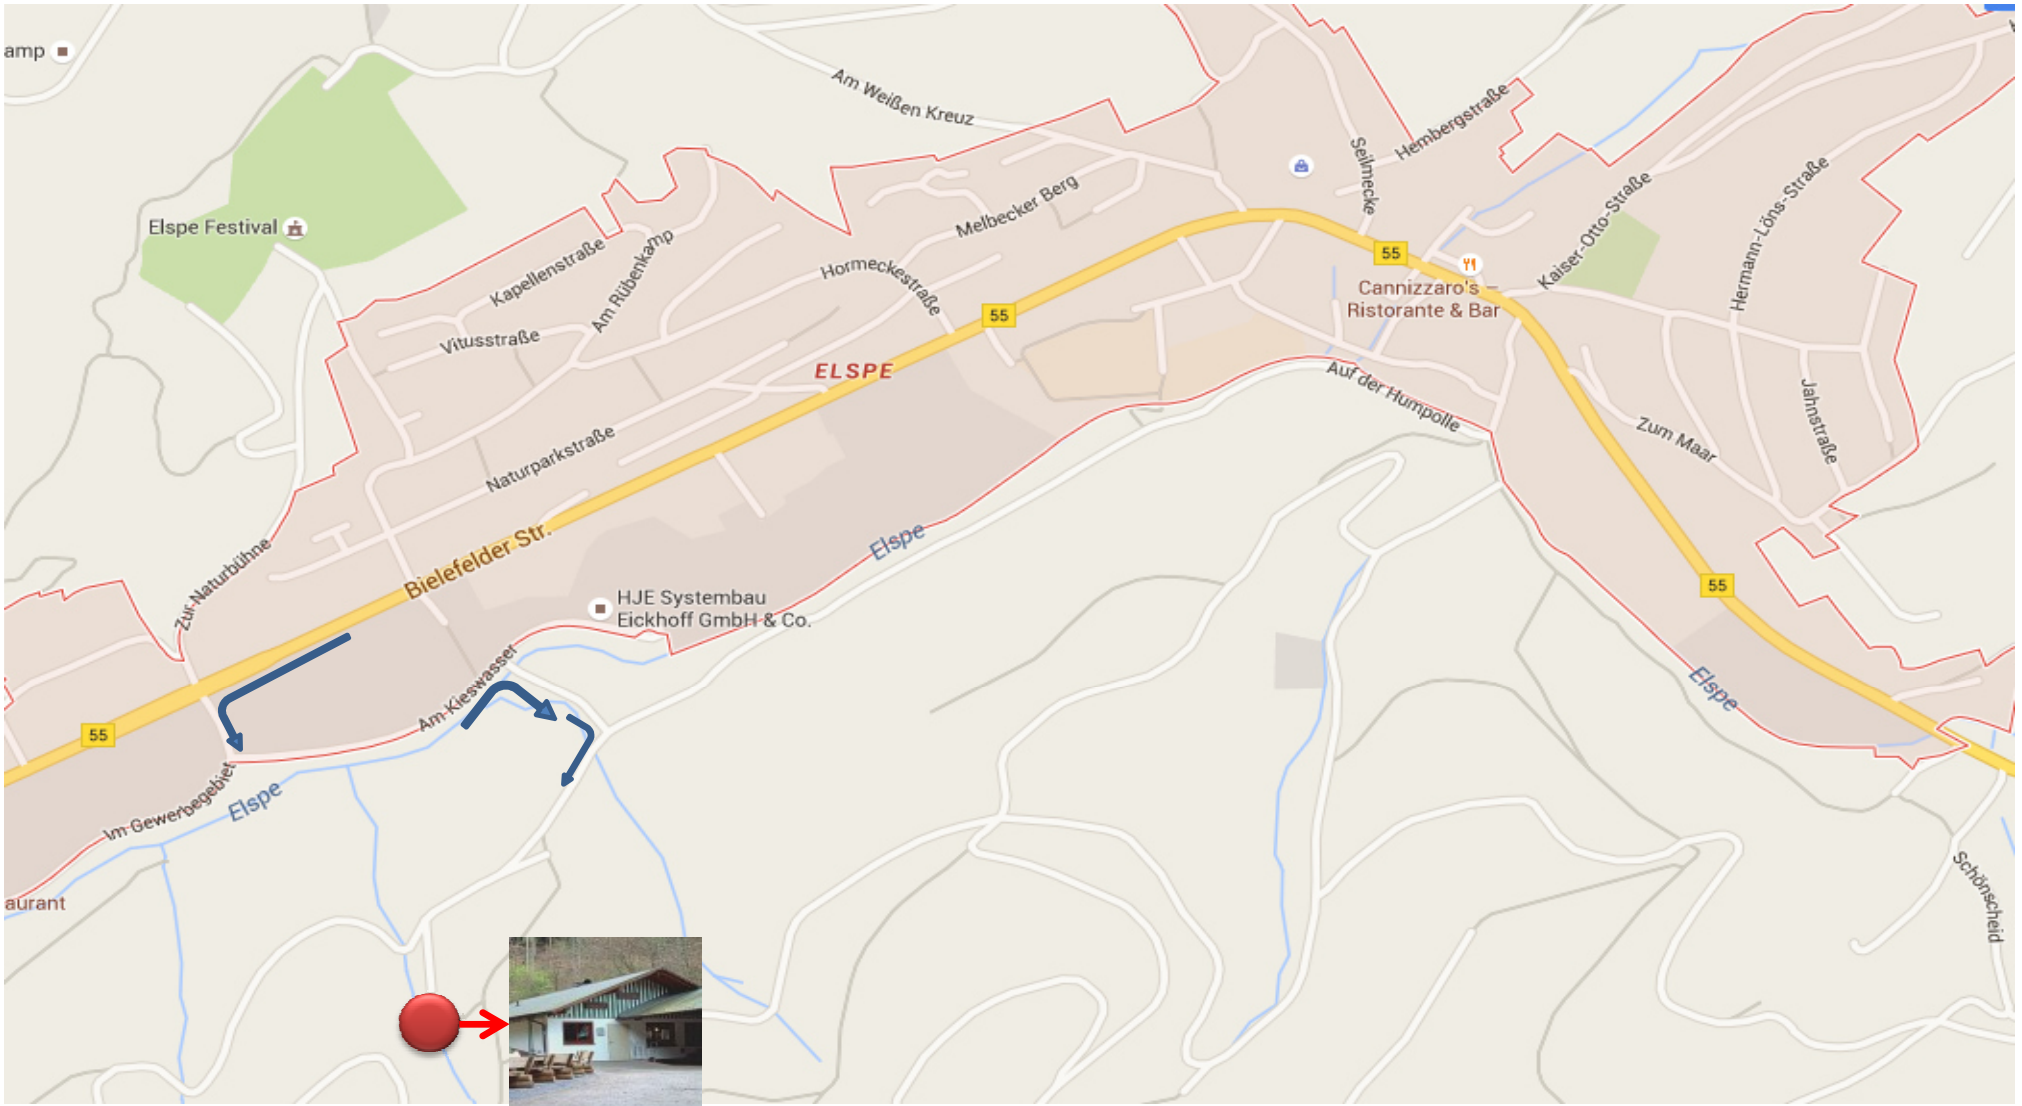 amp
Am Weißen Kreuz
Hembergstraße
Seilmecke
Elspe Festival
Kapellenstraße
Am Rübenkamp
Vitusstraße
Melbecker Berg
Hormeckestraße
Kaiser-Otto-Straße
Hermann-Löns-Straße
55
Cannizzaro's –
Ristorante & Bar
55
ELSPE
Auf der Humpolle
Jahnstraße
Zum Maar
Naturparkstraße
Bielefelder Str.
Elspe
Zur Naturbühne
HJE Systembau
Eickhoff GmbH & Co.
55
Am Kieswasser
Elspe
55
Im Gewerbegebiet
Elspe
aurant
Schönscheid